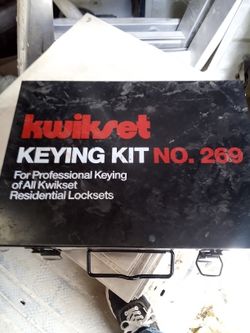 kwikset
KEYING KIT NO. 269
For Professional Keying
of All Kwikset
Residential Locksets